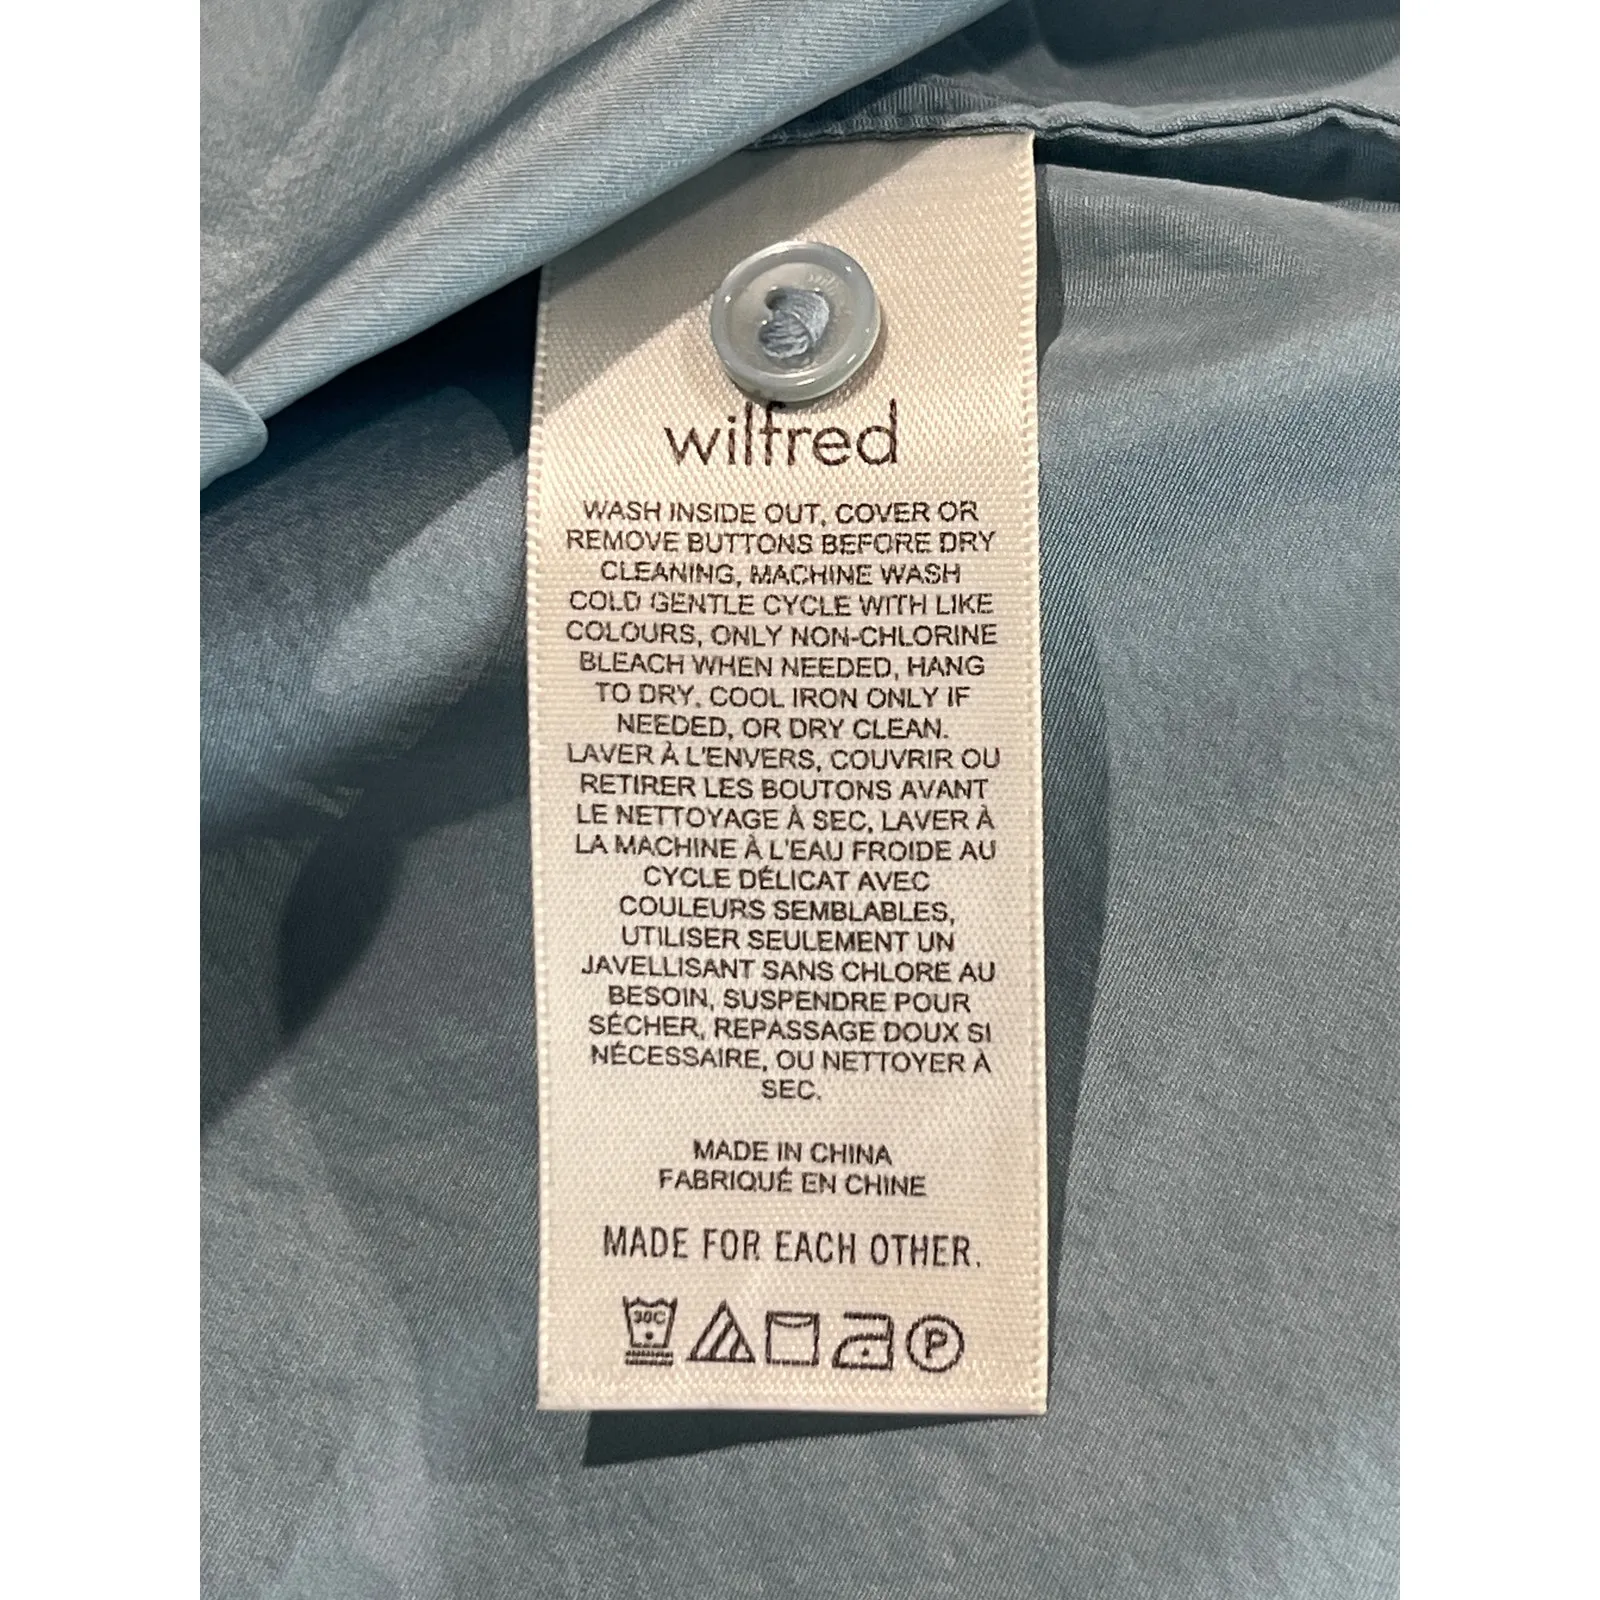 wilfred
WASH INSIDE OUT, COVER OR
REMOVE BUTTONS BEFORE DRY
CLEANING, MACHINE WASH
COLD GENTLE CYCLE WITH LIKE
COLOURS, ONLY NON-CHLORINE
BLEACH WHEN NEEDED, HANG
TO DRY, COOL IRON ONLY IF
NEEDED, OR DRY CLEAN.
LAVER À L'ENVERS, COUVRIR OU
RETIRER LES BOUTONS AVANT
LE NETTOYAGE À SEC, LAVER À
LA MACHINE À L'EAU FROIDE AU
CYCLE DÉLICAT AVEC
COULEURS SEMBLABLES,
UTILISER SEULEMENT UN
JAVELLISANT SANS CHLORE AU
BESOIN, SUSPENDRE POUR
SÉCHER, REPASSAGE DOUX SI
NÉCESSAIRE, OU NETTOYER À
SEC.
MADE IN CHINA
FABRIQUÉ EN CHINE
MADE FOR EACH OTHER.
30C P